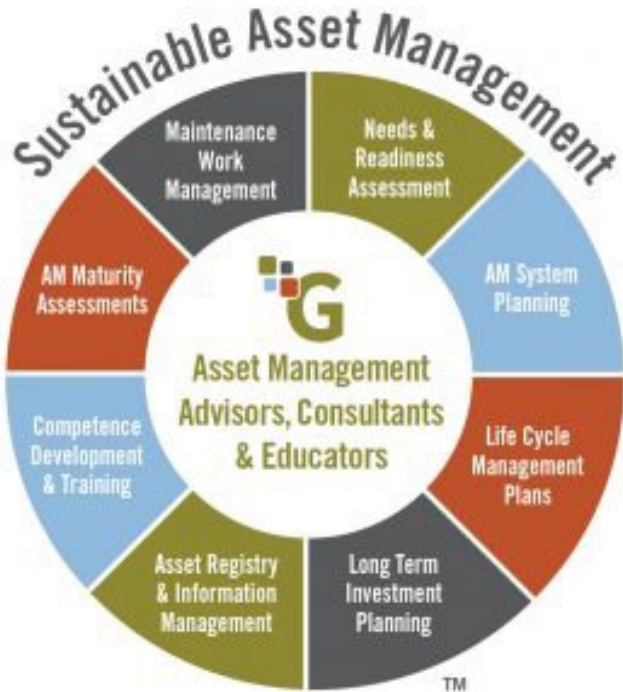 Sustainable Asset Management
Needs &
Readiness
Assessment
AM System
Planning
Life Cycle
Management
Plans
Long Term
Investment
Planning
Asset Registry
& Information
Management
Competence
Development
& Training
AM Maturity
Assessments
Maintenance
Work
Management
G
Asset Management
Advisors, Consultants
& Educators
TM